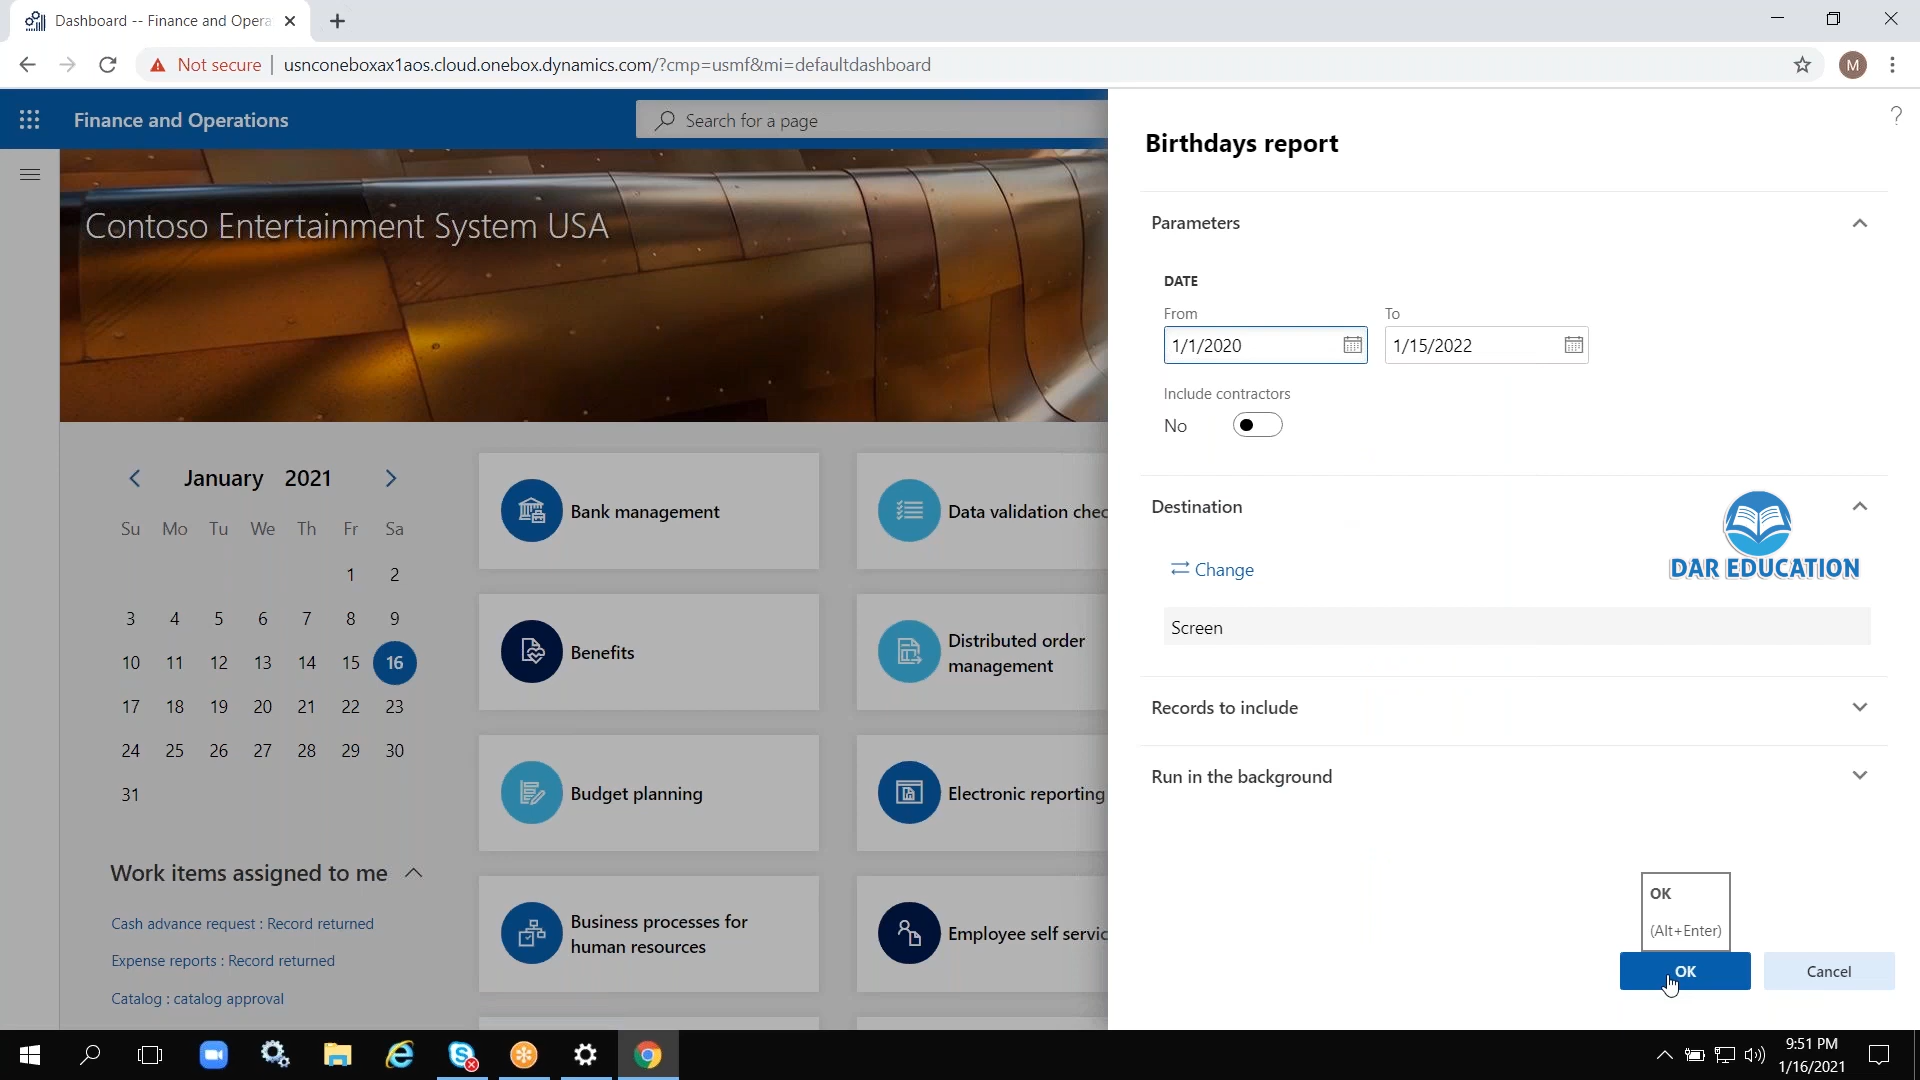 Dashboard -- Finance and Opera
Not secure
usnconeboxax1aos.cloud.onebox.dynamics.com/?cmp=usmf&mi=defaultdashboard
M
Finance and Operations
Search for a page
?
Birthdays report
Contoso Entertainment System USA
Parameters
DATE
From To
1/1/2020 1/15/2022
Include contractors
No
Destination
DAR EDUCATION
Change
Screen
Records to include
Run in the background
OK
(Alt+Enter)
OK Cancel
January 2021
Su Mo Tu We Th Fr Sa
1 2
3 4 5 6 7 8 9
10 11 12 13 14 15 16
17 18 19 20 21 22 23
24 25 26 27 28 29 30
31
Work items assigned to me
Cash advance request : Record returned
Expense reports : Record returned
Catalog : catalog approval
Bank management
Data validation chec
Benefits
Distributed order
management
Budget planning
Electronic reporting
Business processes for
human resources
Employee self servic
9:51 PM
1/16/2021